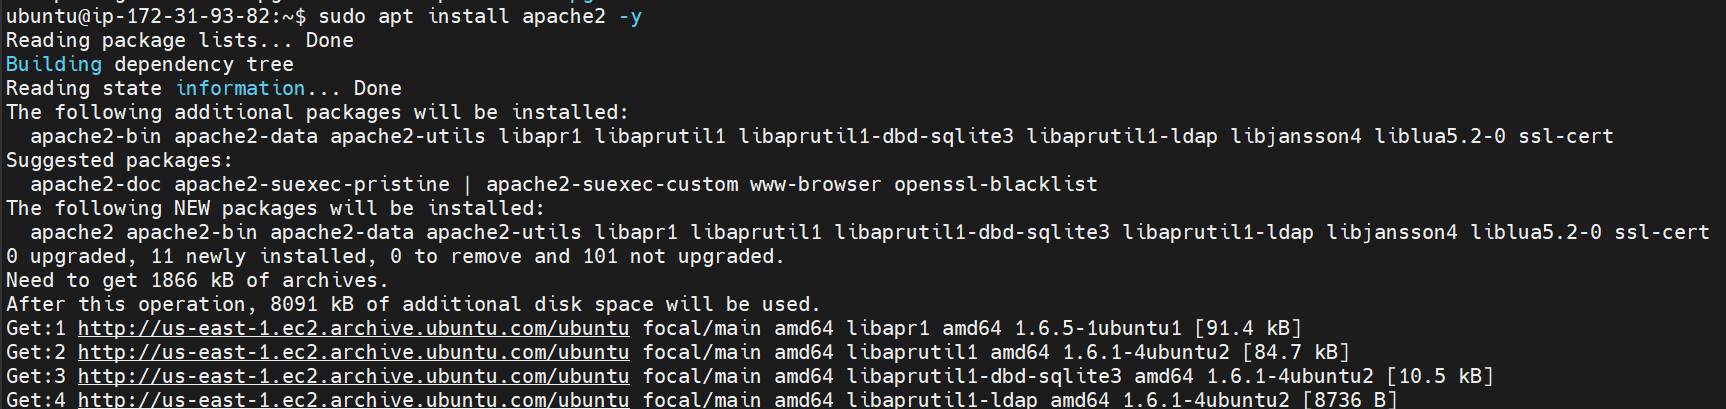 ubuntu@ip-172-31-93-82:~$ sudo apt install apache2 -y
Reading package lists... Done
Building dependency tree
Reading state information... Done
The following additional packages will be installed:
  apache2-bin apache2-data apache2-utils libapr1 libaprutil1 libaprutil1-dbd-sqlite3 libaprutil1-ldap libjansson4 liblua5.2-0 ssl-cert
Suggested packages:
  apache2-doc apache2-suexec-pristine | apache2-suexec-custom www-browser openssl-blacklist
The following NEW packages will be installed:
  apache2 apache2-bin apache2-data apache2-utils libapr1 libaprutil1 libaprutil1-dbd-sqlite3 libaprutil1-ldap libjansson4 liblua5.2-0 ssl-cert
0 upgraded, 11 newly installed, 0 to remove and 101 not upgraded.
Need to get 1866 kB of archives.
After this operation, 8091 kB of additional disk space will be used.
Get:1 http://us-east-1.ec2.archive.ubuntu.com/ubuntu focal/main amd64 libapr1 amd64 1.6.5-1ubuntu1 [91.4 kB]
Get:2 http://us-east-1.ec2.archive.ubuntu.com/ubuntu focal/main amd64 libaprutil1 amd64 1.6.1-4ubuntu2 [84.7 kB]
Get:3 http://us-east-1.ec2.archive.ubuntu.com/ubuntu focal/main amd64 libaprutil1-dbd-sqlite3 amd64 1.6.1-4ubuntu2 [10.5 kB]
Get:4 http://us-east-1.ec2.archive.ubuntu.com/ubuntu focal/main amd64 libaprutil1-ldap amd64 1.6.1-4ubuntu2 [8736 B]